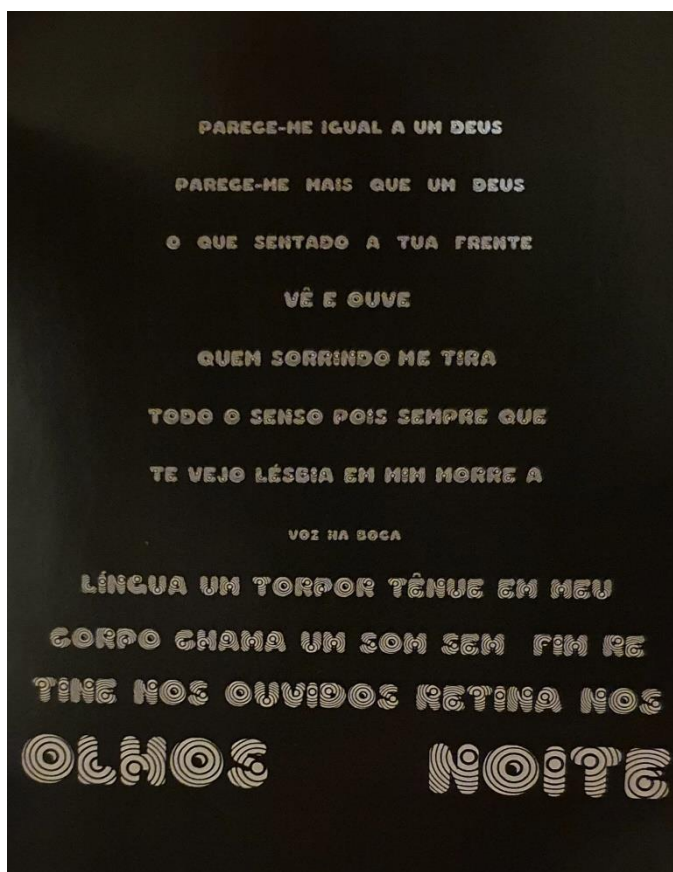 PARECE-ME IGUAL A UM DEUS
PARECE-ME MAIS QUE UM DEUS
O QUE SENTADO A TUA FRENTE
VÊ E OUVE
QUEM SORRINDO ME TIRA
TODO O SENSO POIS SEMPRE QUE
TE VEJO LÉSBIA EM MIM MORRE A
VOZ NA BOCA
LÍNGUA UM TORPOR TÊNUE EM MEU
CORPO CHAMA UM SOM SEM FIM RE
TINE NOS OUVIDOS RETINA NOS
OLHOS NOITE